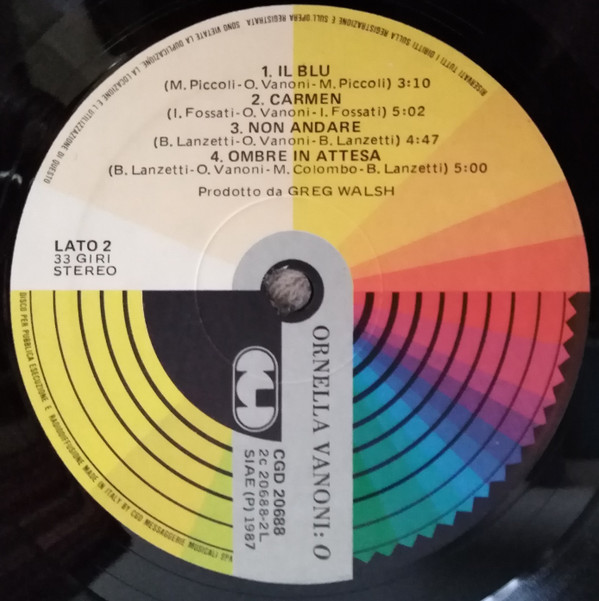 1. IL BLU
(M. Piccoli-O. Vanoni-M. Piccoli) 3:10
2. CARMEN
(I. Fossati-O. Vanoni-I. Fossati) 5:02
3. NON ANDARE
(B. Lanzetti-O. Vanoni-B. Lanzetti) 4:47
4. OMBRE IN ATTESA
(B. Lanzetti-O. Vanoni-M. Colombo-B. Lanzetti) 5:00
Prodotto da GREG WALSH
LATO 2
33 GIRI
STEREO
ORNELLA VANONI: O
CGD 20688
2c 20688-2L
SIAE (P) 1987
RISERVATI TUTTI I DIRITTI SULLA REGISTRAZIONE E SULL'OPERA REGISTRATA SONO VIETATE LA DUPLICAZIONE, LA LOCAZIONE E L'UTILIZZAZIONE DI QUESTO
DISCO PER PUBBLICA ESECUZIONE E RADIODIFFUSIONE MADE IN ITALY BY CGD MESSAGGERIE MUSICALI SPA